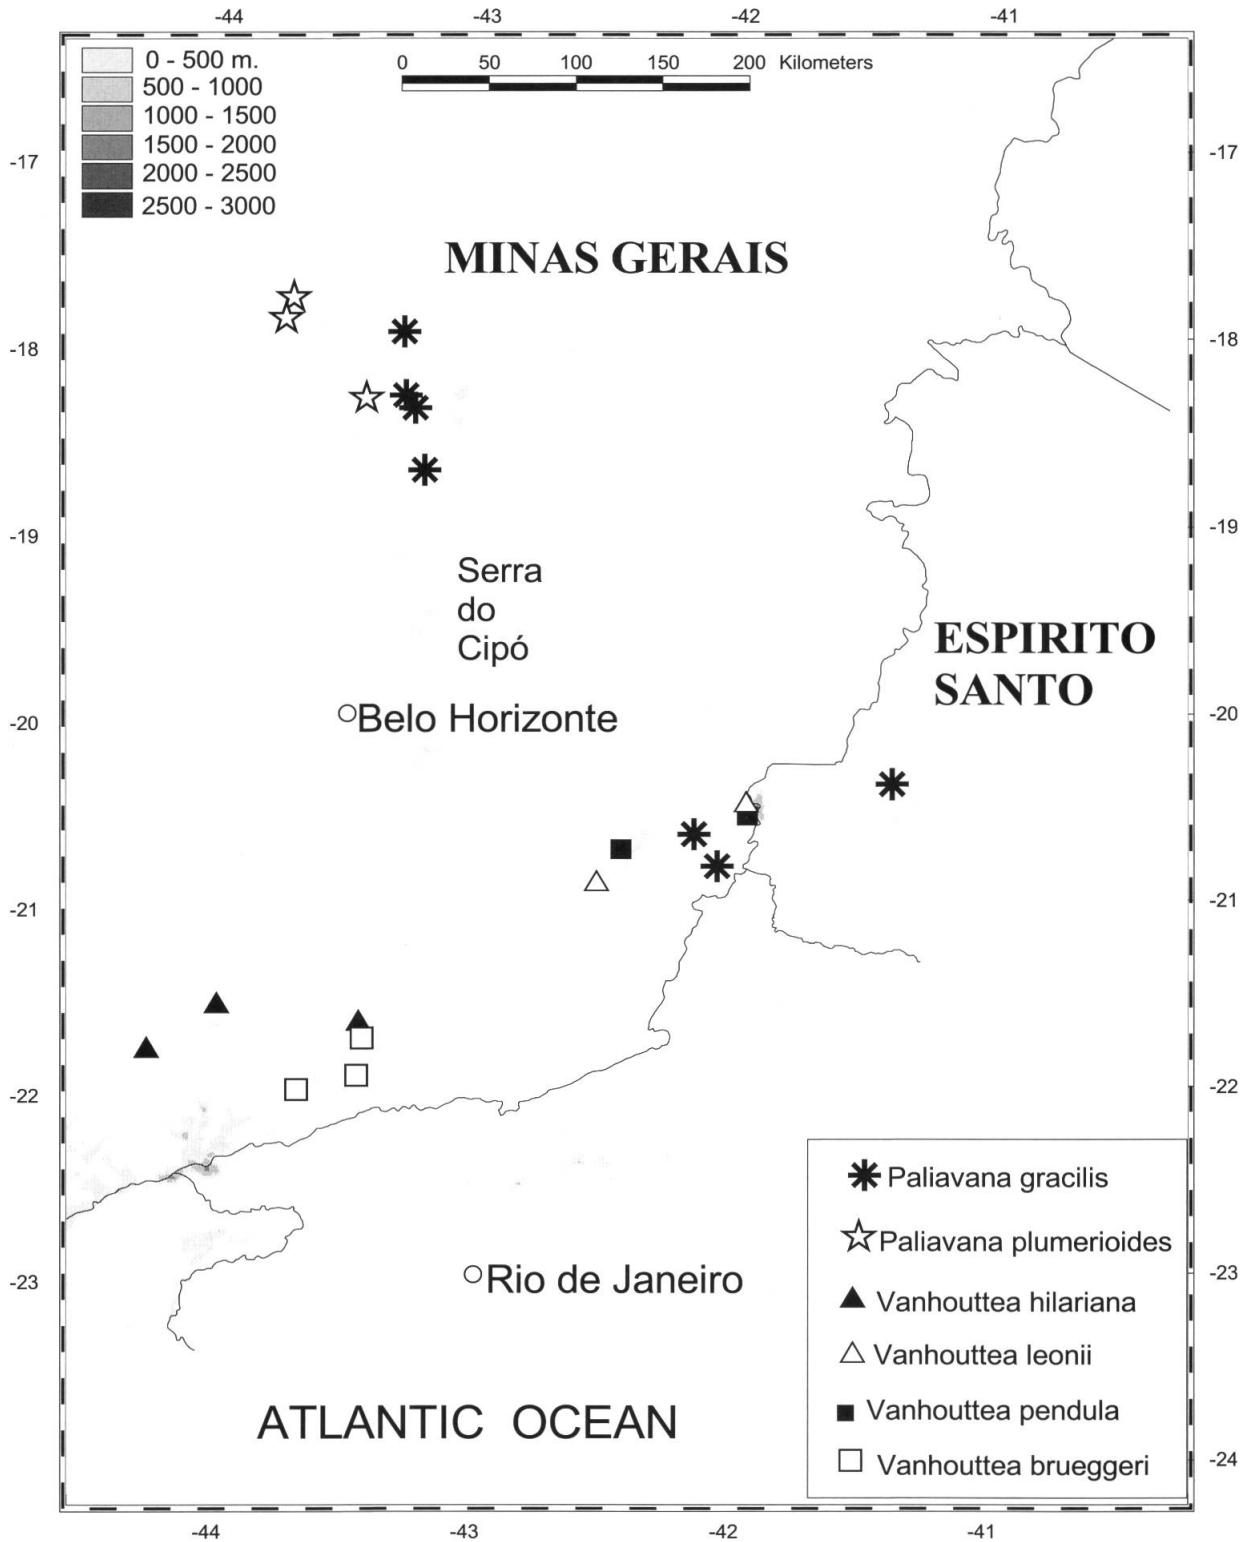 -44 -43 -42 -41
0 - 500 m.
500 - 1000
1000 - 1500
1500 - 2000
2000 - 2500
2500 - 3000
0 50 100 150 200 Kilometers
-17 -17
MINAS GERAIS
-18 -18
-19 -19
Serra
do
Cipó
ESPIRITO
SANTO
-20 -20
Belo Horizonte
-21 -21
-22 -22
-23 -23
Rio de Janeiro
Paliavana gracilis
Paliavana plumerioides
Vanhouttea hilariana
Vanhouttea leonii
Vanhouttea pendula
Vanhouttea brueggeri
ATLANTIC OCEAN
-24
-44 -43 -42 -41